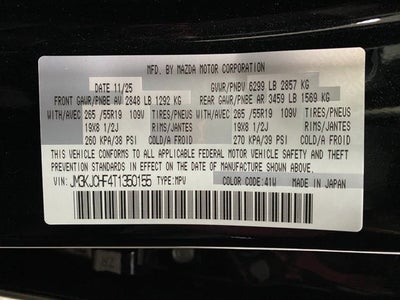 MFD. BY MAZDA MOTOR CORPORATION
DATE 11/25 GVWR/PNBV 6299 LB 2857 KG
FRONT GAWR/PNBE AV 2848 LB 1292 KG REAR GAWR/PNBE AR 3459 LB 1569 KG
WITH/AVEC 265 /55R19 109V TIRES/PNEUS WITH/AVEC 265 /55R19 109V TIRES/PNEUS
19X8 1/2J RIMS/JANTES 19X8 1/2J RIMS/JANTES
260 KPA/38 PSI COLD/A FROID 270 KPA/39 PSI COLD/A FROID
THIS VEHICLE CONFORMS TO ALL APPLICABLE FEDERAL MOTOR VEHICLE SAFETY AND THEFT
PREVENTION STANDARDS IN EFFECT ON THE DATE OF MANUFACTURE SHOWN ABOVE.
VIN: JM3KJCHF4T1350155 TYPE:MPV COLOR CODE:41W MADE IN JAPAN